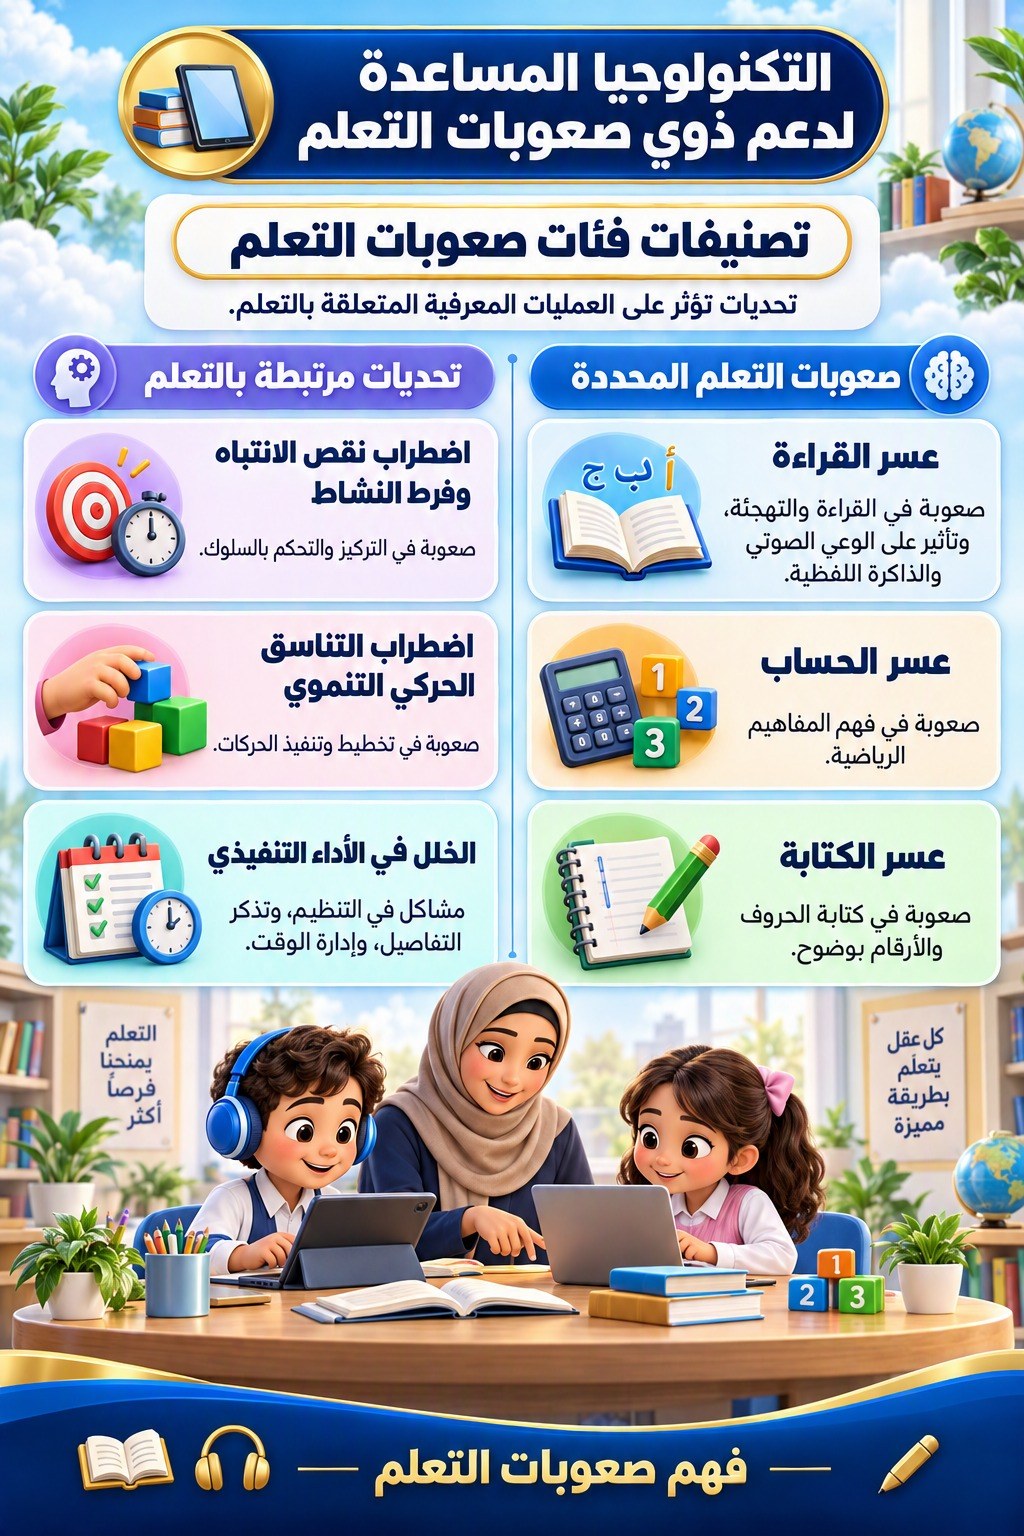 التكنولوجيا المساعدة
لدعم ذوي صعوبات التعلم
تصنيفات فئات صعوبات التعلم
تحديات تؤثر على العمليات المعرفية المتعلقة بالتعلم.
صعوبات التعلم المحددة
أ ب ج
عسر القراءة
صعوبة في القراءة والتهجئة،
وتأثير على الوعي الصوتي
والذاكرة اللفظية.
1
2
3
عسر الحساب
صعوبة في فهم المفاهيم
الرياضية.
عسر الكتابة
صعوبة في كتابة الحروف
والأرقام بوضوح.
تحديات مرتبطة بالتعلم
اضطراب نقص الانتباه
وفرط النشاط
صعوبة في التركيز والتحكم بالسلوك.
اضطراب التناسق
الحركي التنموي
صعوبة في تخطيط وتنفيذ الحركات.
الخلل في الأداء التنفيذي
مشاكل في التنظيم، وتذكر
التفاصيل، وإدارة الوقت.
كل عقل
يتعلّم
بطريقة
مميزة
التعلم
يمنحنا
فرصاً
أكثر
1
2 3
فهم صعوبات التعلم